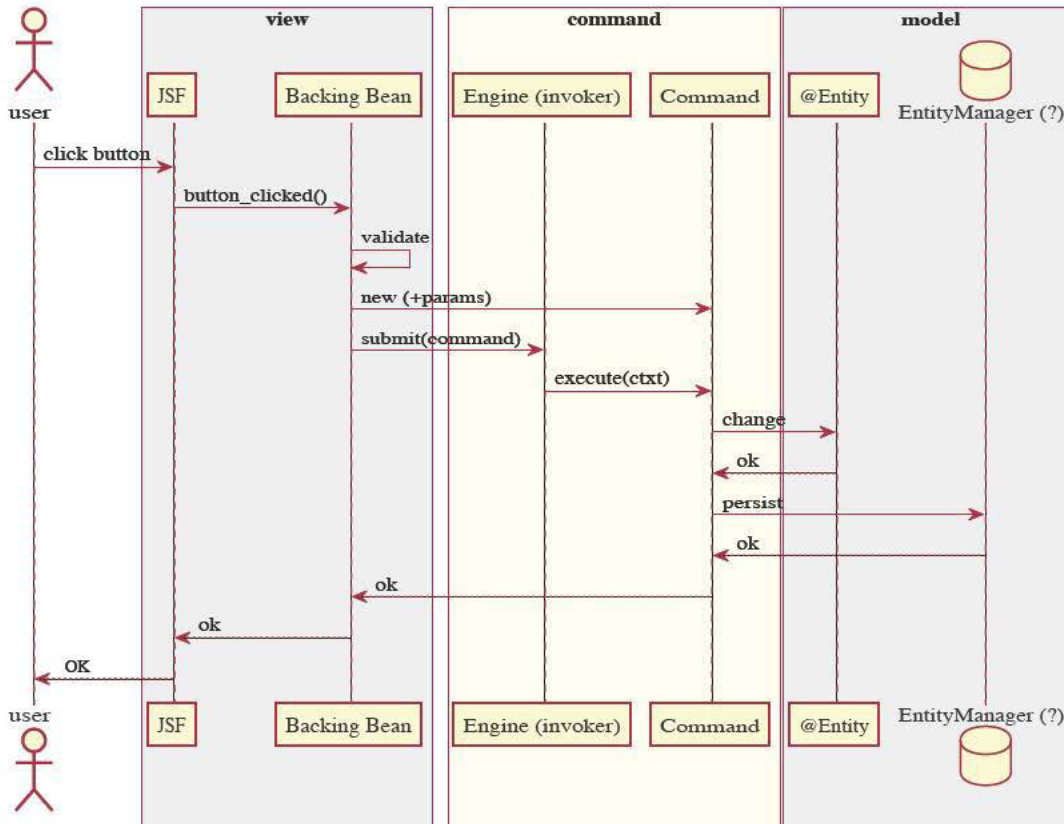 view
command
model
JSF
Backing Bean
Engine (invoker)
Command
@Entity
user
EntityManager (?)
click button
button_clicked()
validate
new (+params)
submit(command)
execute(ctxt)
change
ok
persist
ok
ok
ok
OK
user
JSF
Backing Bean
Engine (invoker)
Command
@Entity
EntityManager (?)